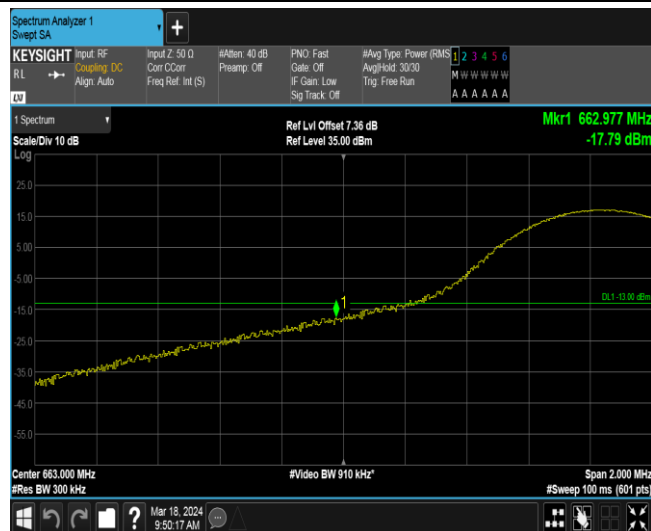 Spectrum Analyzer 1
Swept SA
+
KEYSIGHT
RL
Input: RF
Coupling: DC
Align: Auto
Input Z: 50 Ω
Corr CCorr
Freq Ref: Int (S)
#Atten: 40 dB
Preamp: Off
PNO: Fast
Gate: Off
IF Gain: Low
Sig Track: Off
#Avg Type: Power (RMS
Avg|Hold: 30/30
Trig: Free Run
1 2 3 4 5 6
M W W W W W
A A A A A A
LXI
1 Spectrum
Scale/Div 10 dB
Log
Ref Lvl Offset 7.36 dB
Ref Level 35.00 dBm
Mkr1 662.977 MHz
-17.79 dBm
25.0
15.0
5.00
-5.00
-15.0
-25.0
-35.0
-45.0
-55.0
1
DL1 -13.00 dBm
Center 663.000 MHz
#Res BW 300 kHz
#Video BW 910 kHz*
Span 2.000 MHz
#Sweep 100 ms (601 pts)
?
Mar 18, 2024
9:50:17 AM